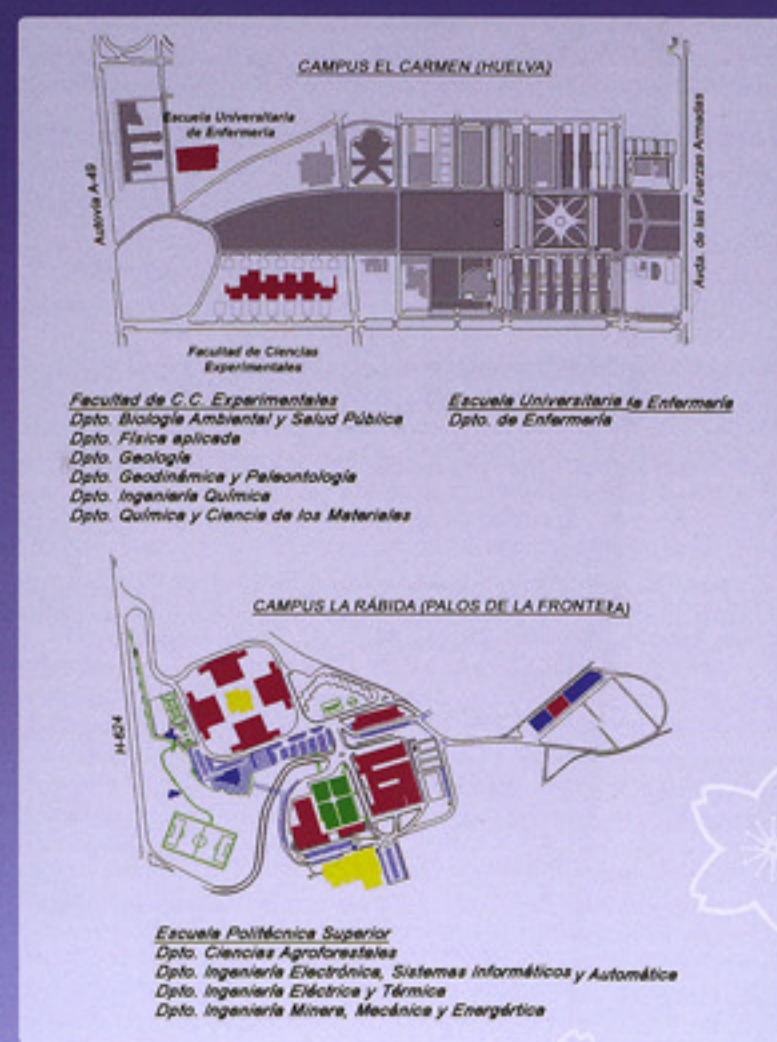 CAMPUS EL CARMEN (HUELVA)
Escuela Universitaria
de Enfermería
Autovía A-49
Avda. de las Fuerzas Armadas
Facultad de Ciencias
Experimentales
Facultad de C.C. Experimentales
Dpto. Biología Ambiental y Salud Pública
Dpto. Física aplicada
Dpto. Geología
Dpto. Geodinámica y Paleontología
Dpto. Ingeniería Química
Dpto. Química y Ciencia de los Materiales
Escuela Universitaria de Enfermería
Dpto. de Enfermería
CAMPUS LA RÁBIDA (PALOS DE LA FRONTERA)
H-624
Escuela Politécnica Superior
Dpto. Ciencias Agroforestales
Dpto. Ingeniería Electrónica, Sistemas Informáticos y Automática
Dpto. Ingeniería Eléctrica y Térmica
Dpto. Ingeniería Minera, Mecánica y Energértica